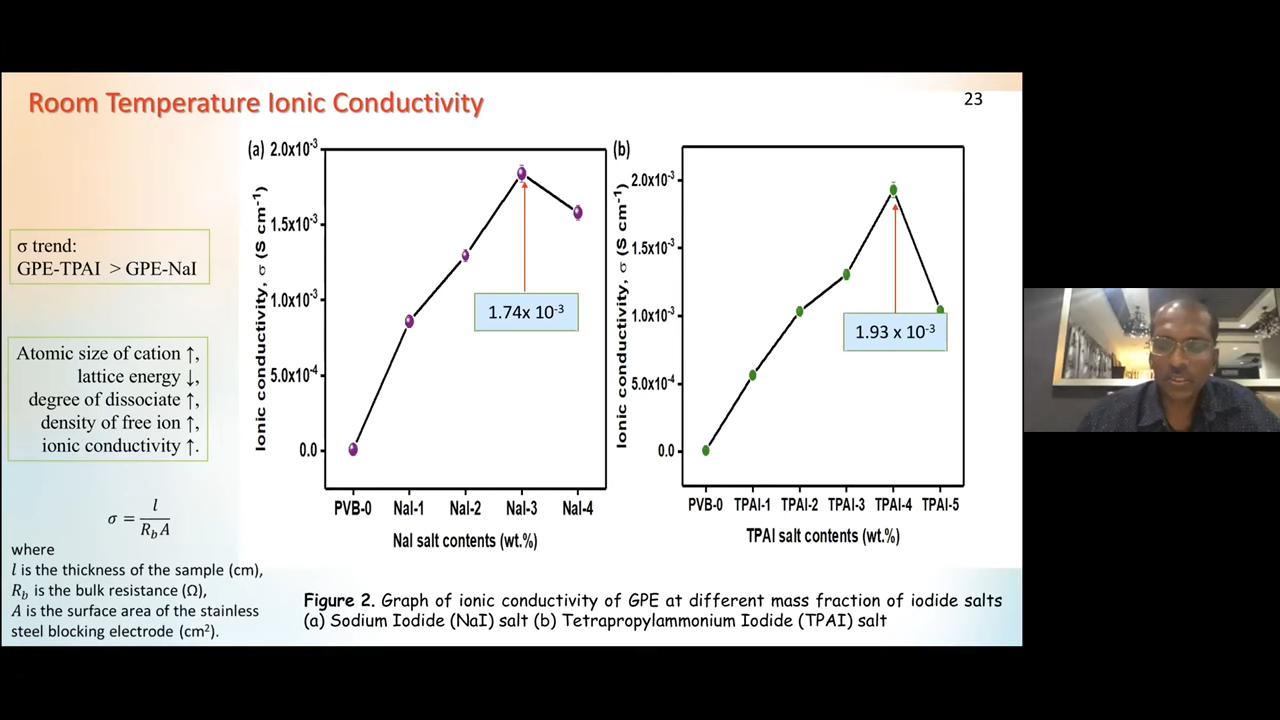 Room Temperature Ionic Conductivity
23
σ trend:
GPE-TPAI > GPE-NaI
Atomic size of cation ↑,
lattice energy ↓,
degree of dissociate ↑,
density of free ion ↑,
ionic conductivity ↑.
σ = l / R_b A
where
l is the thickness of the sample (cm),
R_b is the bulk resistance (Ω),
A is the surface area of the stainless
steel blocking electrode (cm²).
(a)
Ionic conductivity, σ (S cm⁻¹)
2.0x10⁻³
1.5x10⁻³
1.0x10⁻³
5.0x10⁻⁴
0.0
1.74x 10⁻³
PVB-0 NaI-1 NaI-2 NaI-3 NaI-4
NaI salt contents (wt.%)
(b)
Ionic conductivity, σ (S cm⁻¹)
2.0x10⁻³
1.5x10⁻³
1.0x10⁻³
5.0x10⁻⁴
0.0
1.93 x 10⁻³
PVB-0 TPAI-1 TPAI-2 TPAI-3 TPAI-4 TPAI-5
TPAI salt contents (wt.%)
Figure 2. Graph of ionic conductivity of GPE at different mass fraction of iodide salts
(a) Sodium Iodide (NaI) salt (b) Tetrapropylammonium Iodide (TPAI) salt